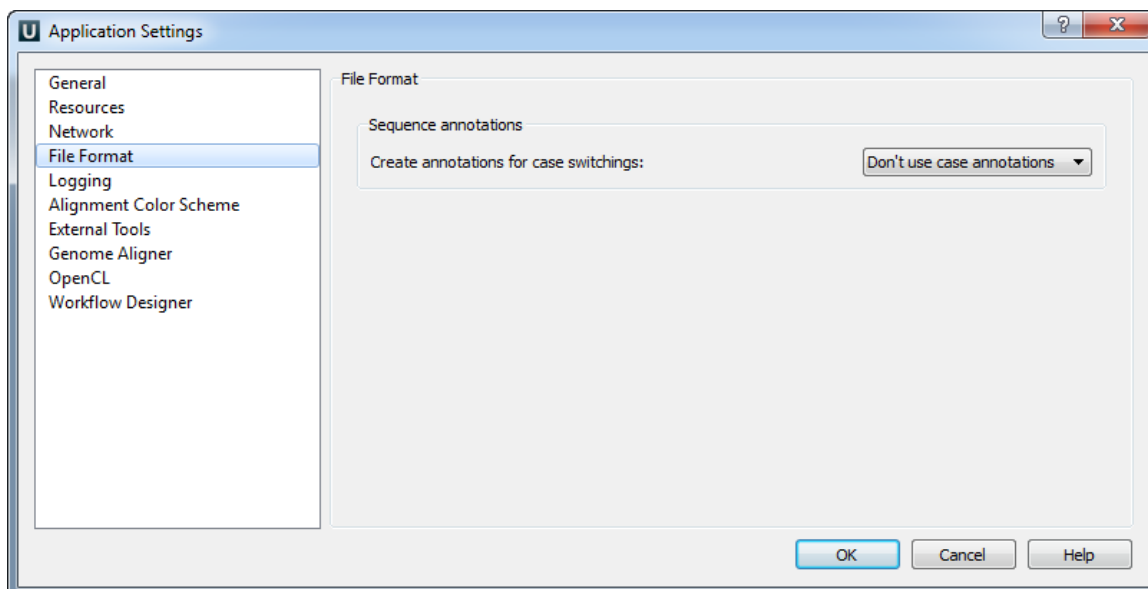 U Application Settings
General
Resources
Network
File Format
Logging
Alignment Color Scheme
External Tools
Genome Aligner
OpenCL
Workflow Designer
File Format
Sequence annotations
Create annotations for case switchings: Don't use case annotations
OK Cancel Help